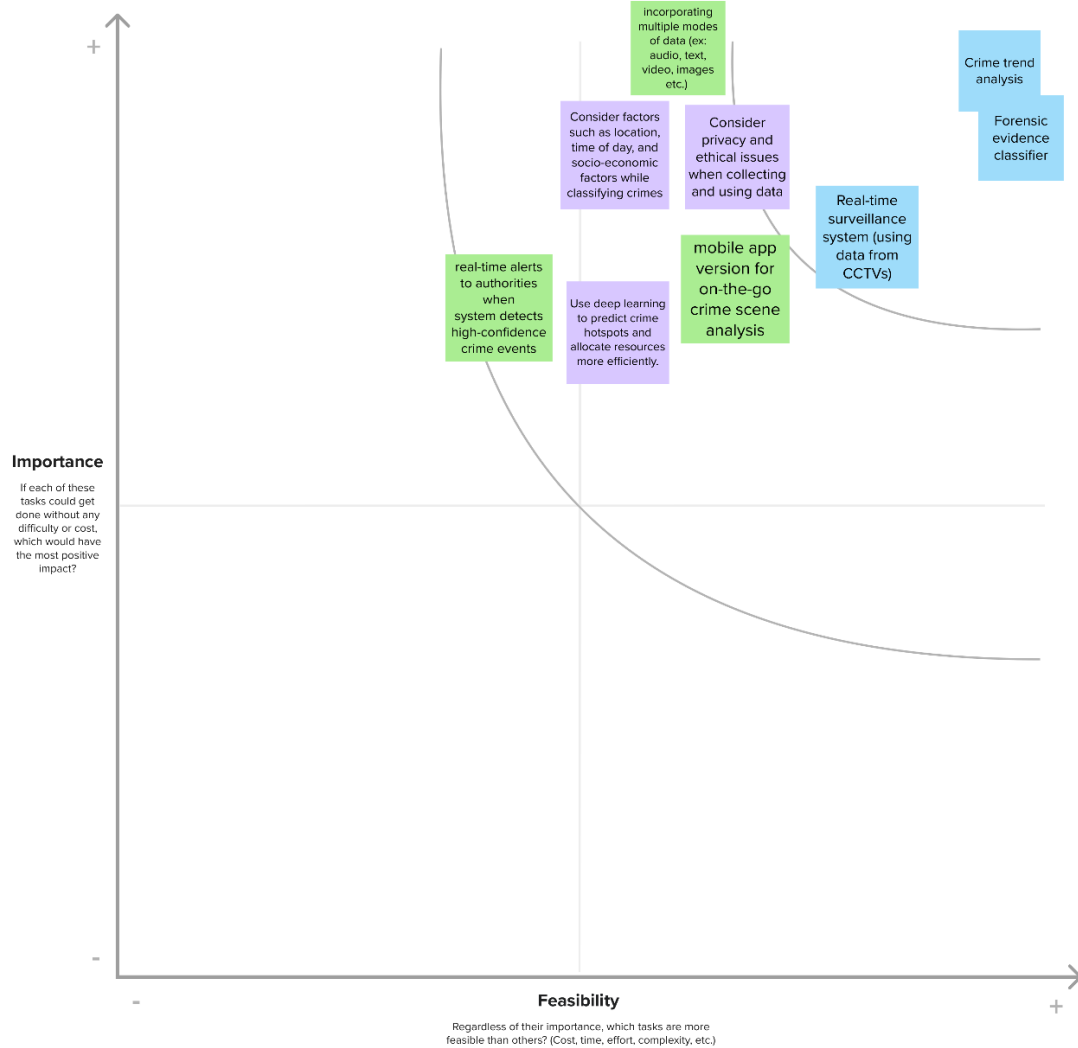 +
incorporating
multiple modes
of data (ex:
audio, text,
video, images
etc.)
Crime trend
analysis
Forensic
evidence
classifier
Consider factors
such as location,
time of day, and
socio-economic
factors while
classifying crimes
Consider
privacy and
ethical issues
when collecting
and using data
Real-time
surveillance
system (using
data from
CCTVs)
mobile app
version for
on-the-go
crime scene
analysis
real-time alerts
to authorities
when
system detects
high-confidence
crime events
Use deep learning
to predict crime
hotspots and
allocate resources
more efficiently.
Importance
If each of these
tasks could get
done without any
difficulty or cost,
which would have
the most positive
impact?
-
-
Feasibility
+
Regardless of their importance, which tasks are more
feasible than others? (Cost, time, effort, complexity, etc.)